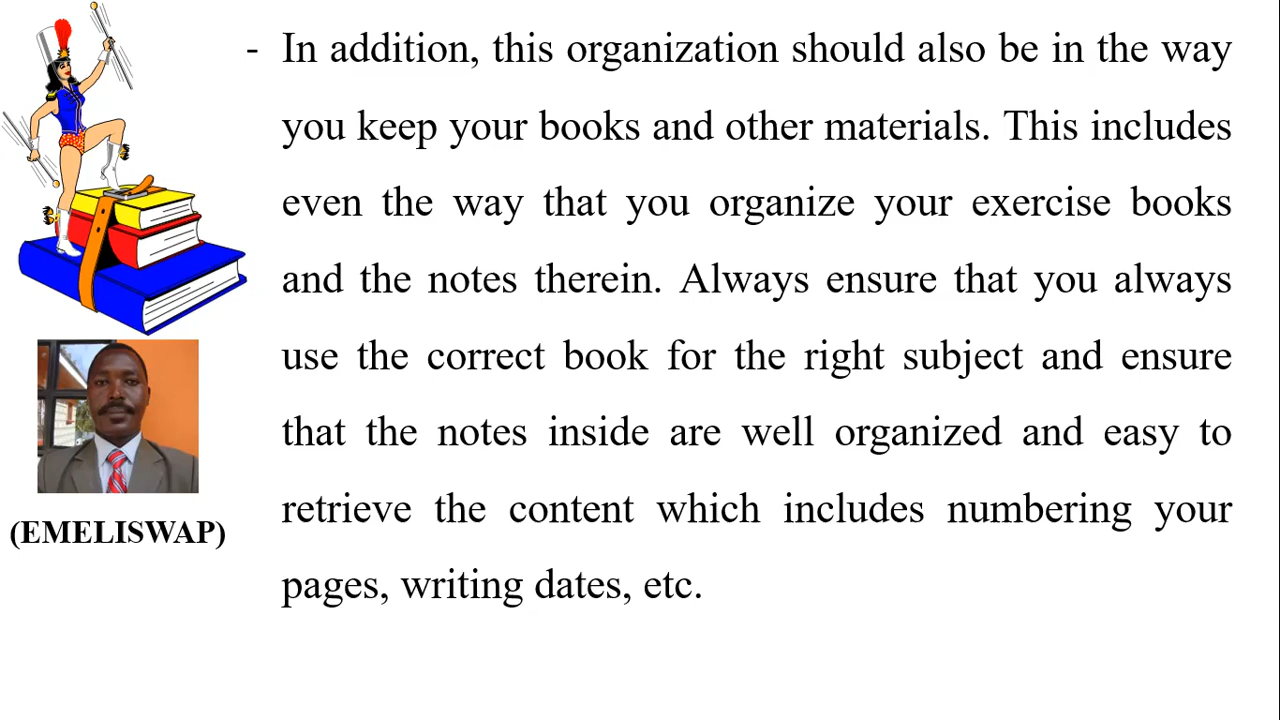 - In addition, this organization should also be in the way
you keep your books and other materials. This includes
even the way that you organize your exercise books
and the notes therein. Always ensure that you always
use the correct book for the right subject and ensure
that the notes inside are well organized and easy to
retrieve the content which includes numbering your
pages, writing dates, etc.
(EMELISWAP)